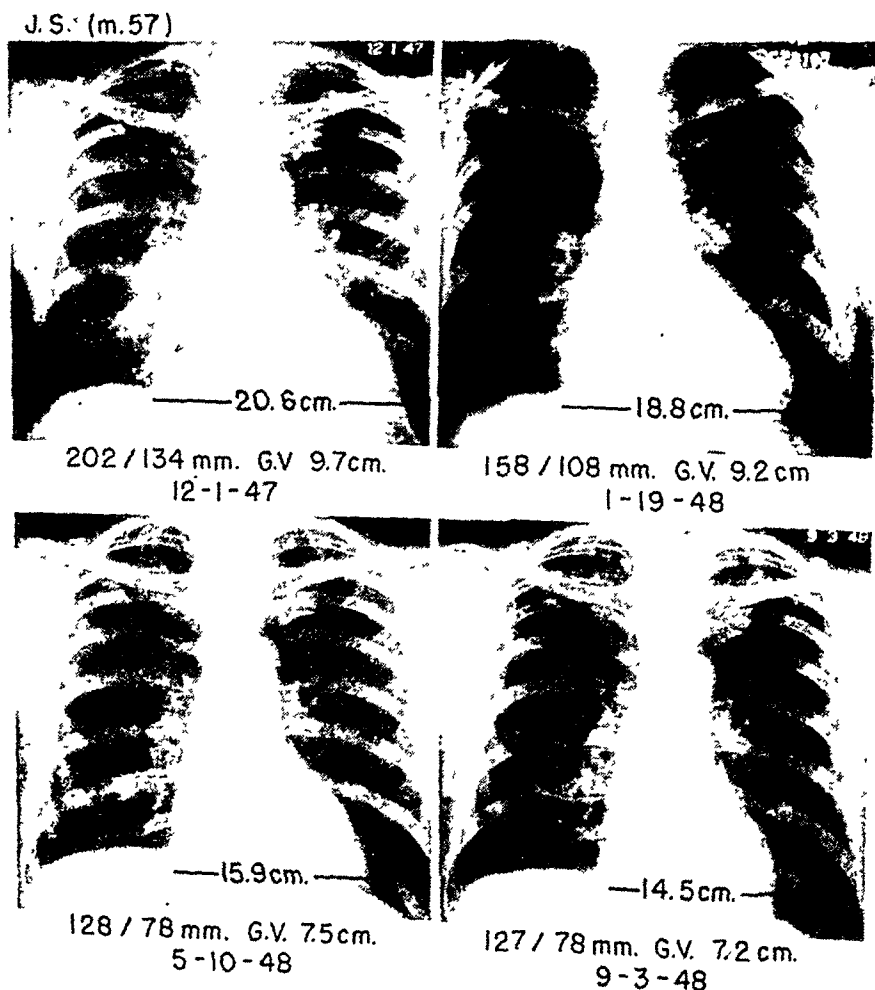 J. S. (m. 57)
12 1 47
20.6 cm.
18.8 cm.
202 / 134 mm. G.V 9.7cm.
12-1-47
158 / 108 mm. G.V. 9.2 cm
1-19-48
9 3 48
15.9 cm.
14.5 cm.
128 / 78 mm. G.V. 7.5 cm.
5-10-48
127 / 78 mm. G.V. 7.2 cm.
9-3-48